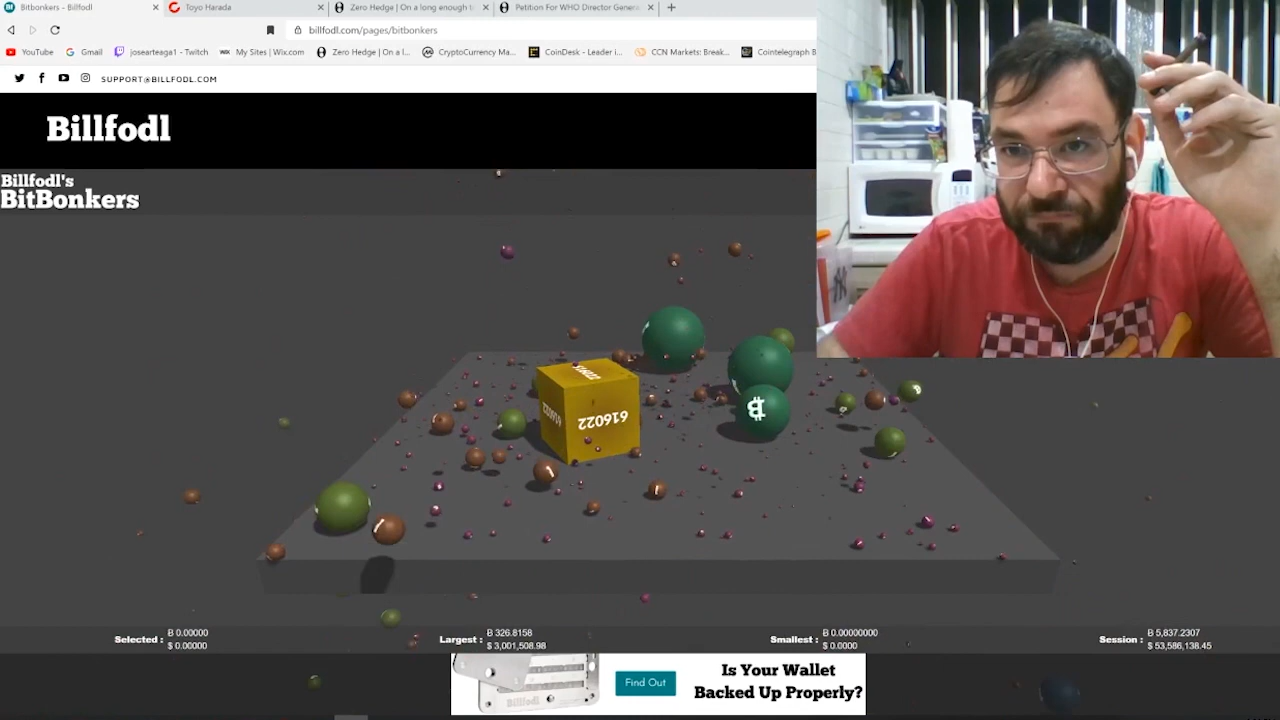 Bitbonkers - Billfodl
Toyo Harada
Zero Hedge | On a long enough t
Petition For WHO Director Genera
billfodl.com/pages/bitbonkers
YouTube
Gmail
josearteaga1 - Twitch
WIX My Sites | Wix.com
Zero Hedge | On a l...
CryptoCurrency Ma...
CoinDesk - Leader i...
CCN Markets: Break...
Cointelegraph B
SUPPORT@BILLFODL.COM
Billfodl
Billfodl's
BitBonkers
616022
616022
616022
Selected : B 0.00000
$ 0.00000
Largest : B 326.8158
$ 3,001,508.98
Smallest : B 0.00000000
$ 0.0000
Session : B 5,837.2307
$ 53,586,138.45
Billfodl
Find Out
Is Your Wallet
Backed Up Properly?